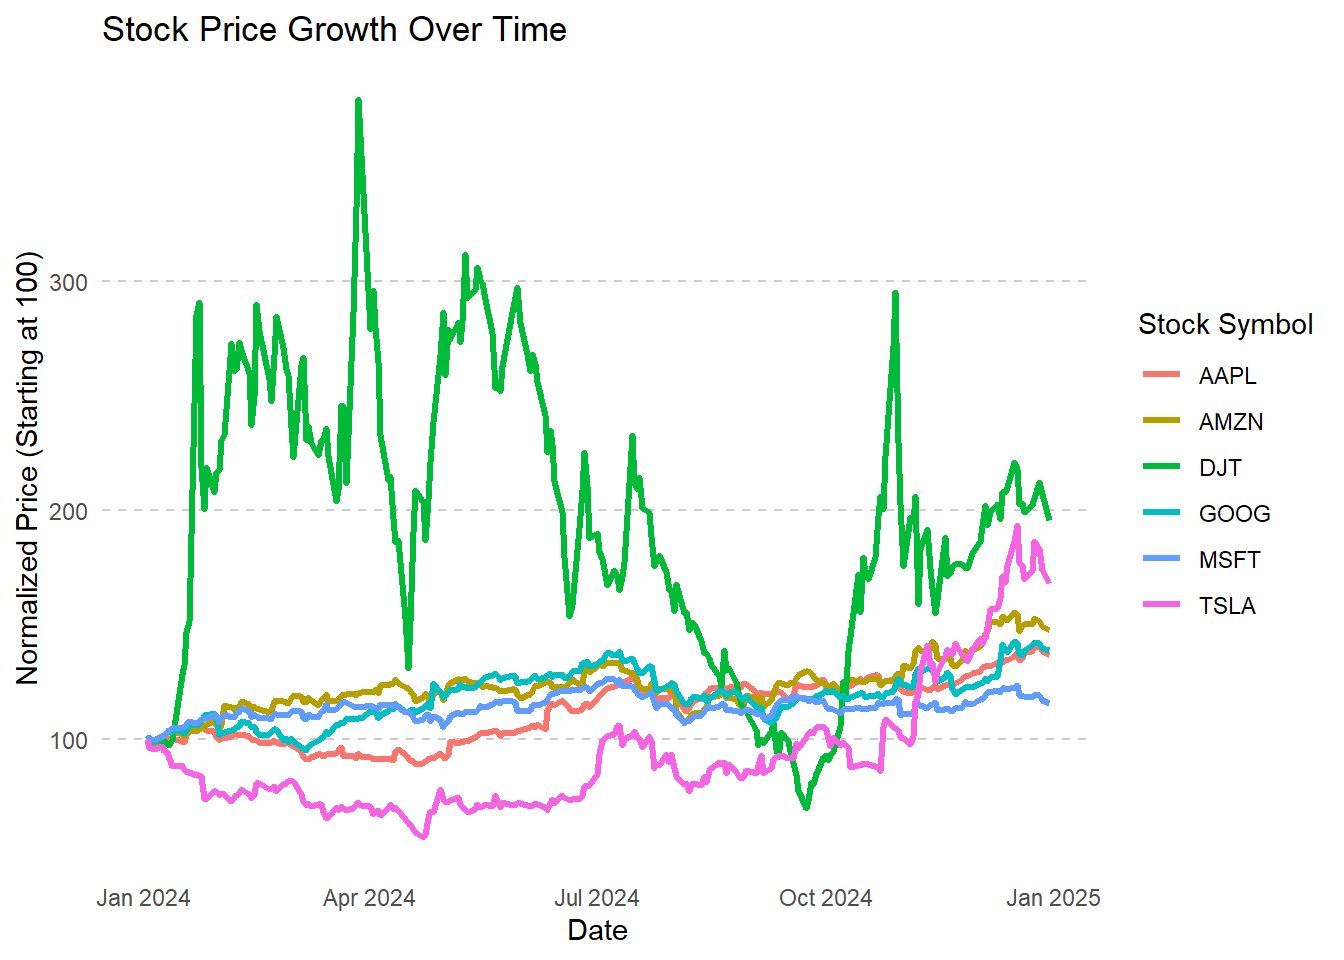 Stock Price Growth Over Time
Normalized Price (Starting at 100)
300
200
100
Jan 2024
Apr 2024
Jul 2024
Oct 2024
Jan 2025
Date
Stock Symbol
AAPL
AMZN
DJT
GOOG
MSFT
TSLA